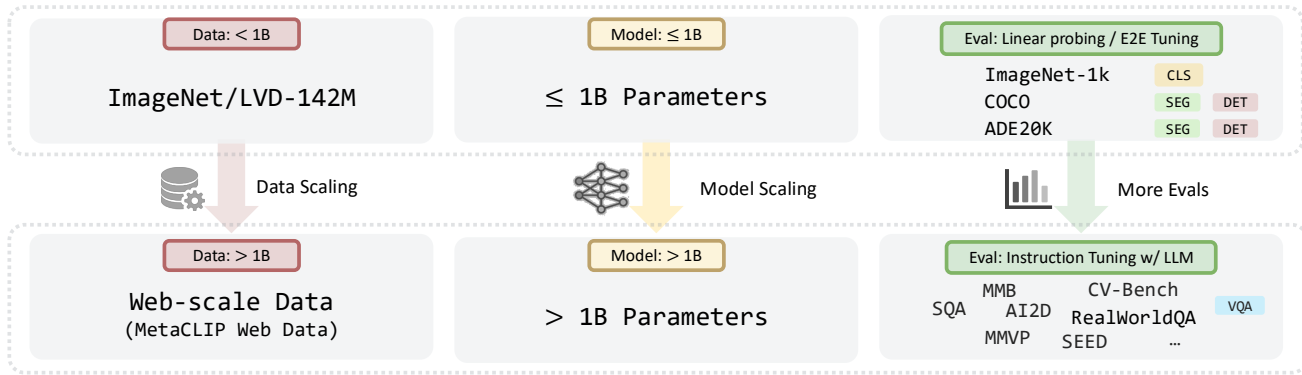 Data: < 1B
ImageNet/LVD-142M
Model: ≤ 1B
≤ 1B Parameters
Eval: Linear probing / E2E Tuning
ImageNet-1k CLS
COCO SEG DET
ADE20K SEG DET
Data Scaling
Model Scaling
More Evals
Data: > 1B
Web-scale Data
(MetaCLIP Web Data)
Model: > 1B
> 1B Parameters
Eval: Instruction Tuning w/ LLM
MMB CV-Bench
SQA AI2D RealWorldQA VQA
MMVP SEED …